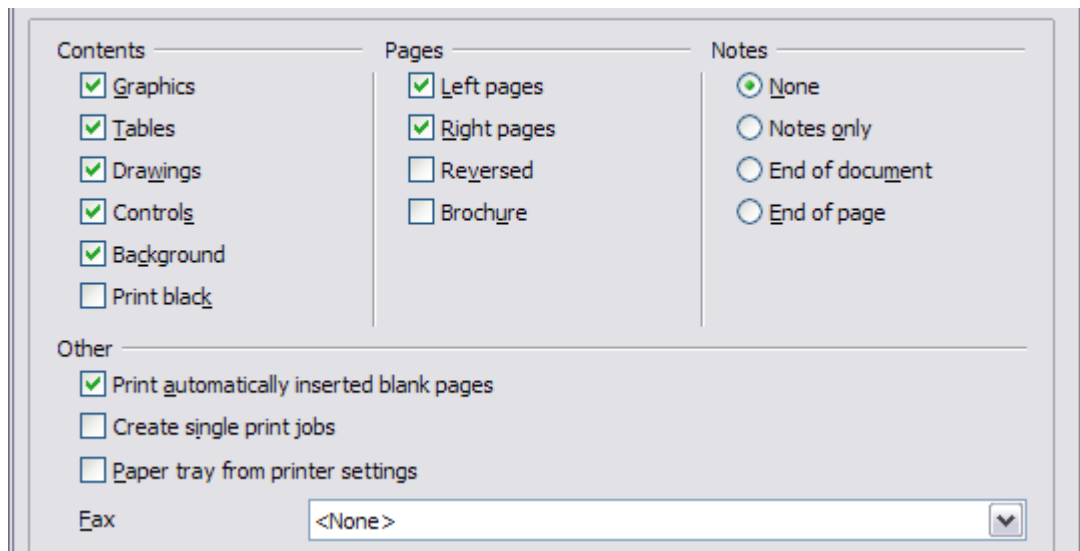 Contents
Graphics
Tables
Drawings
Controls
Background
Print black
Pages
Left pages
Right pages
Reversed
Brochure
Notes
None
Notes only
End of document
End of page
Other
Print automatically inserted blank pages
Create single print jobs
Paper tray from printer settings
Fax
<None>